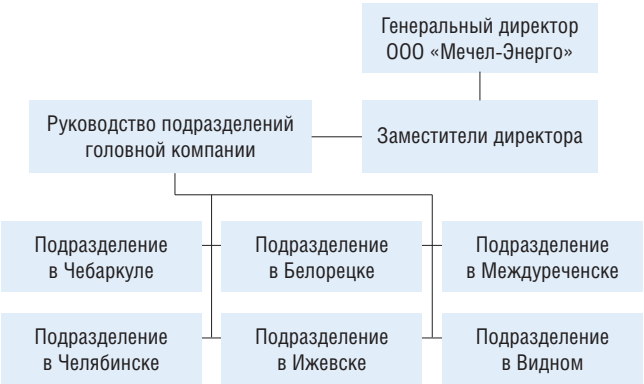 Генеральный директор
ООО «Мечел-Энерго»
Руководство подразделений
головной компании
Заместители директора
Подразделение
в Чебаркуле
Подразделение
в Белорецке
Подразделение
в Междуреченске
Подразделение
в Челябинске
Подразделение
в Ижевске
Подразделение
в Видном